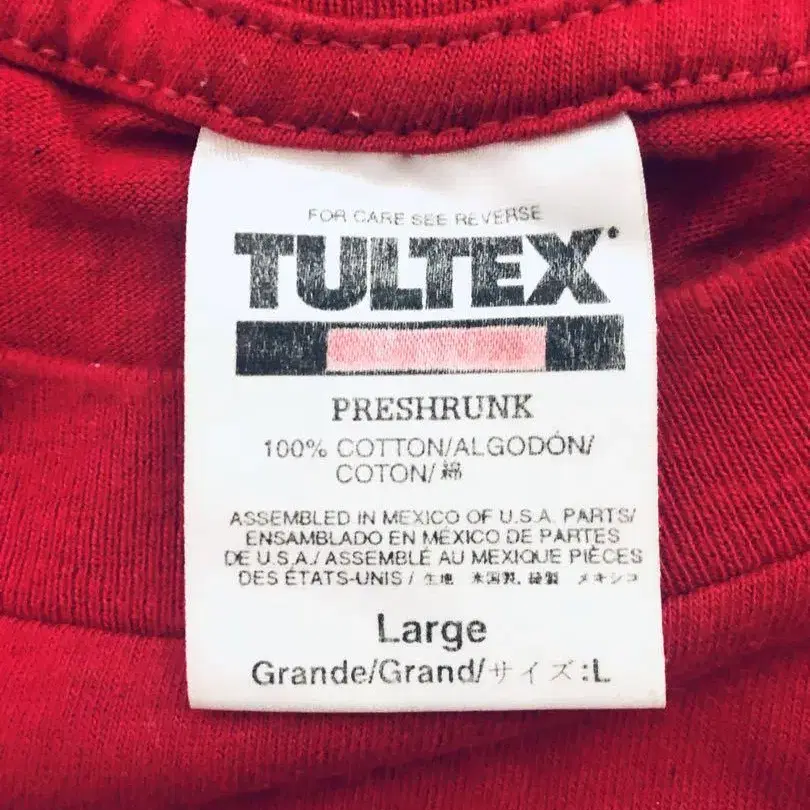 FOR CARE SEE REVERSE
TULTEX
PRESHRUNK
100% COTTON/ALGODÓN/
COTON/綿
ASSEMBLED IN MEXICO OF U.S.A. PARTS/
ENSAMBLADO EN MÉXICO DE PARTES
DE U.S.A./ASSEMBLÉ AU MEXIQUE PIÈCES
DES ÉTATS-UNIS/生地 米国製, 縫製 メキシコ
Large
Grande/Grand/サイズ:L